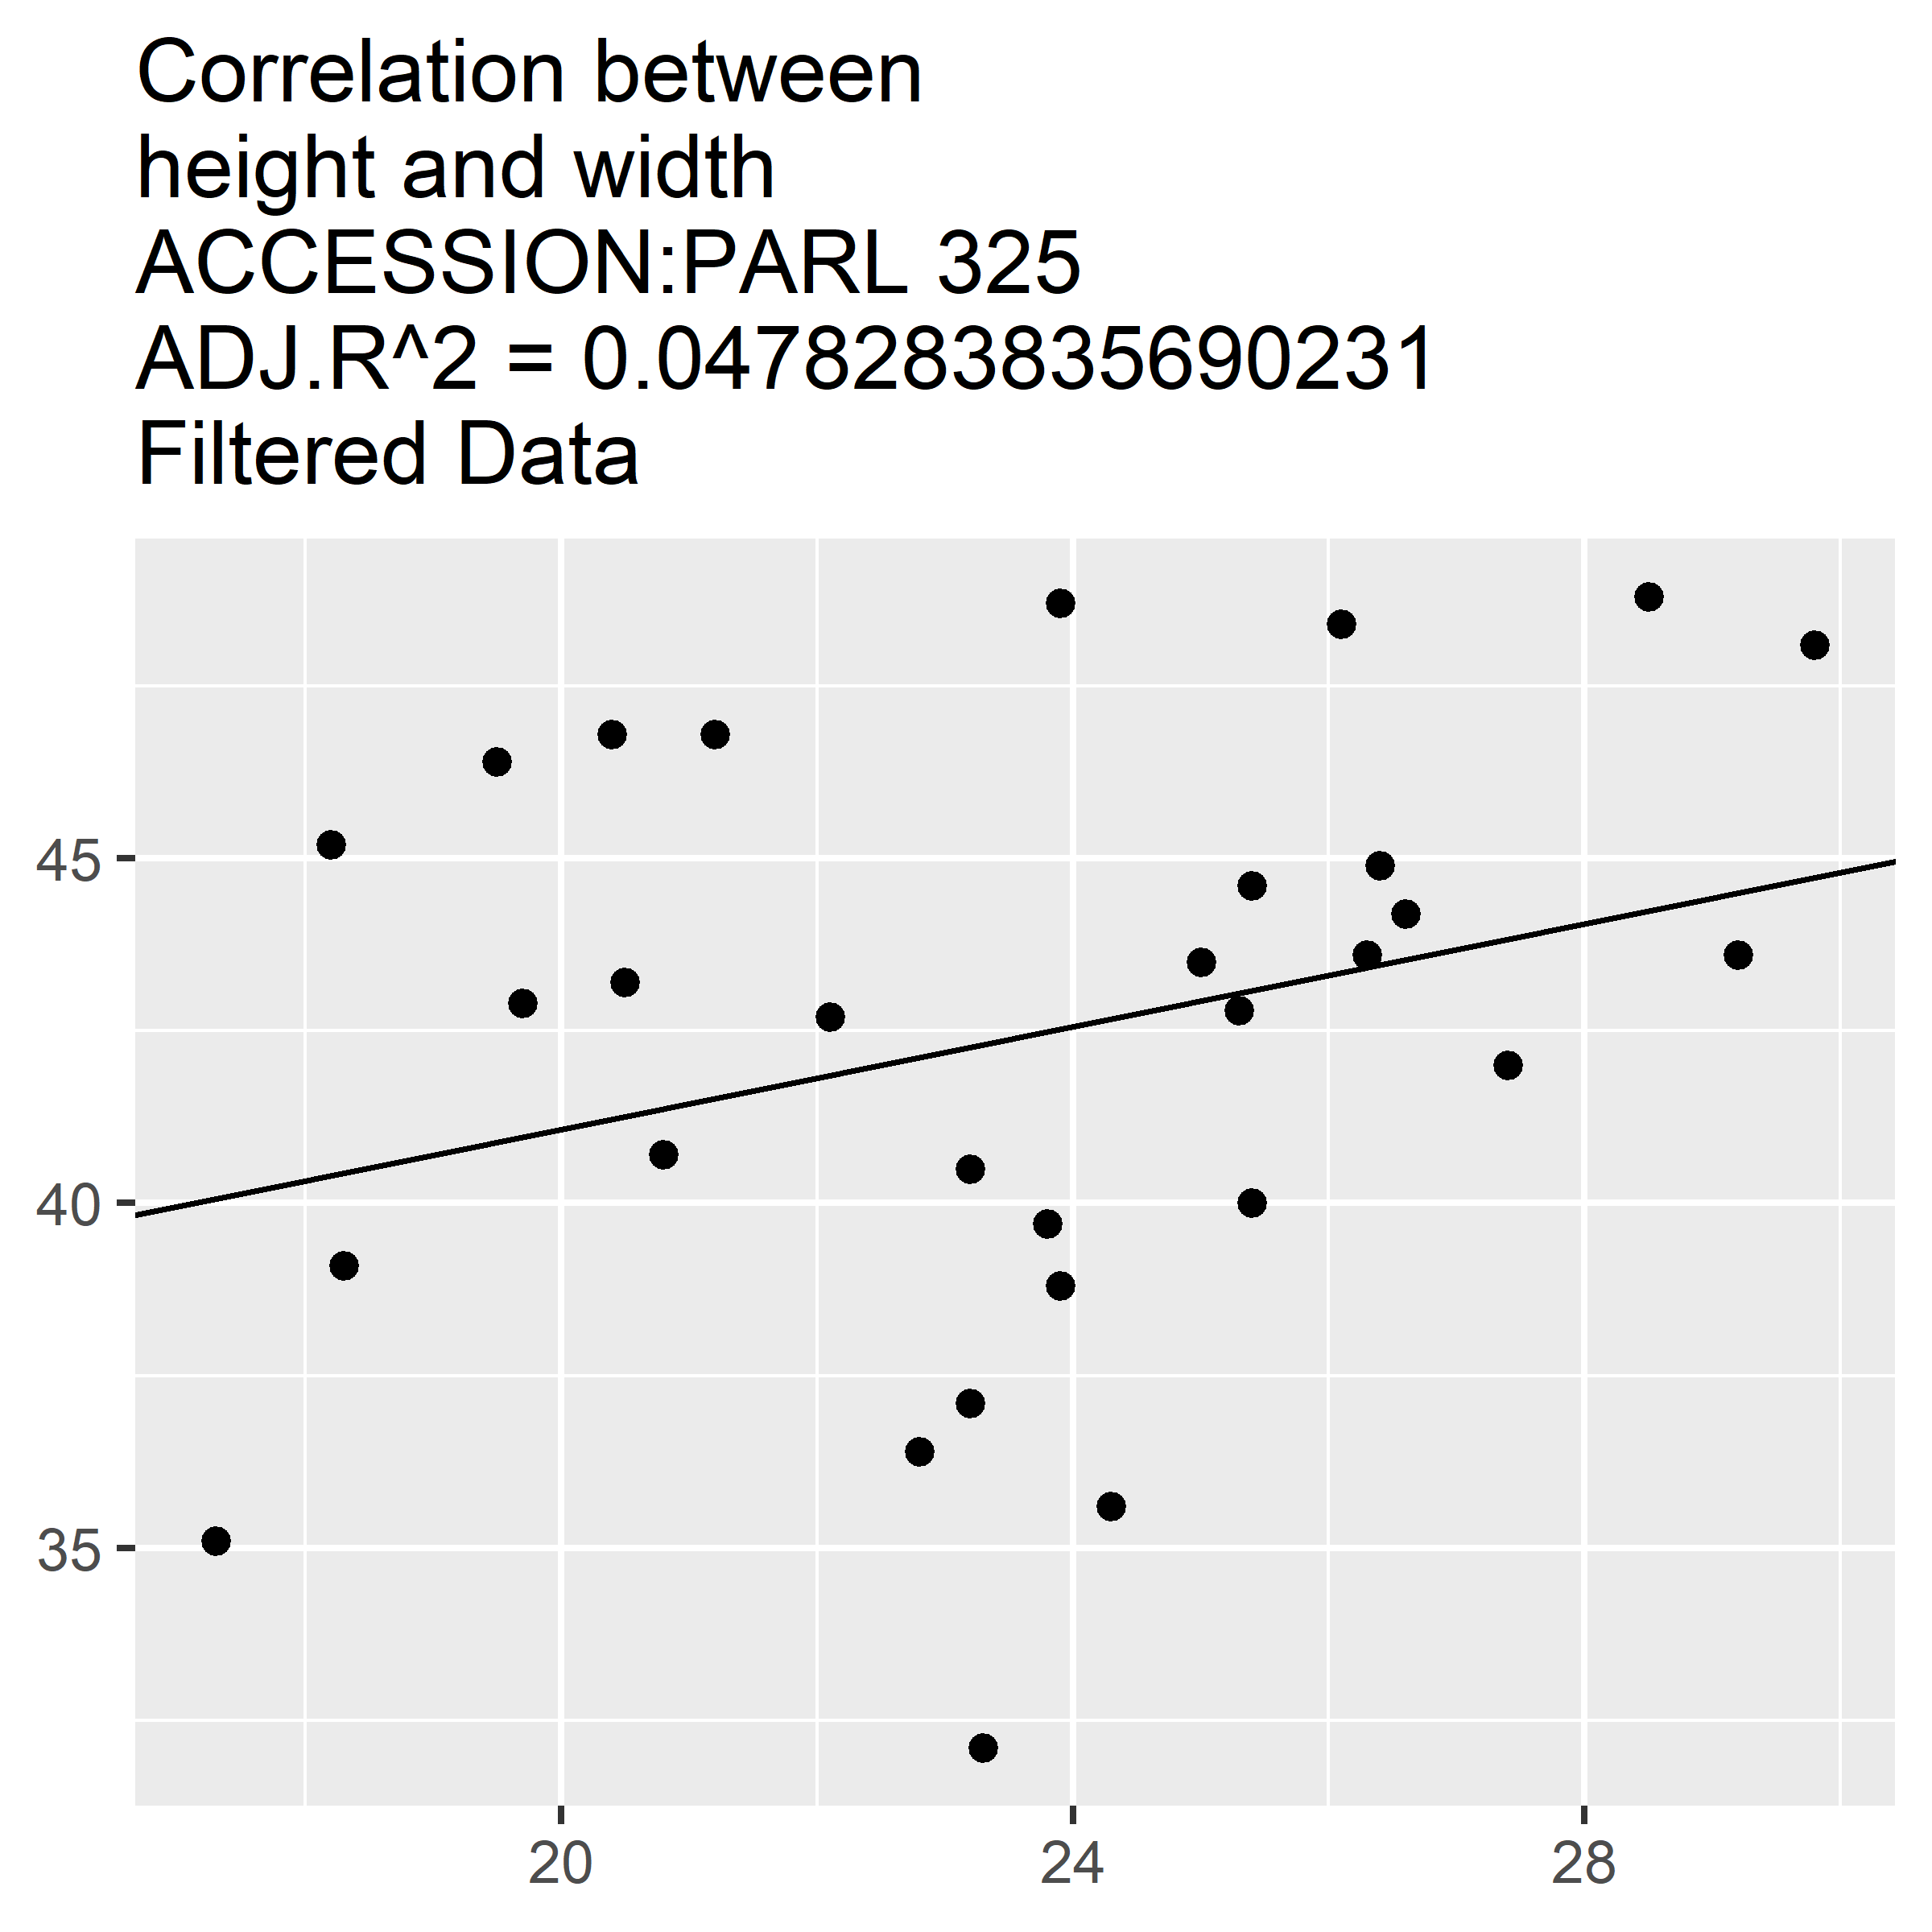 Correlation between
height and width
ACCESSION:PARL 325
ADJ.R^2 = 0.0478283835690231
Filtered Data
45
40
35
20 24 28